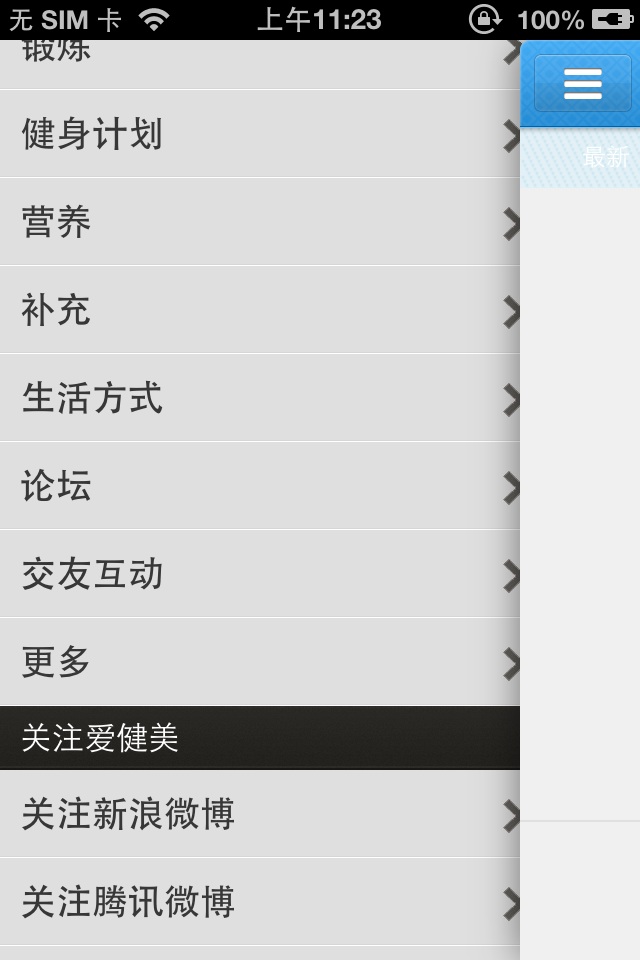 无 SIM 卡 上午11:23 100%
锻炼
健身计划
最新
营养
补充
生活方式
论坛
交友互动
更多
关注爱健美
关注新浪微博
关注腾讯微博